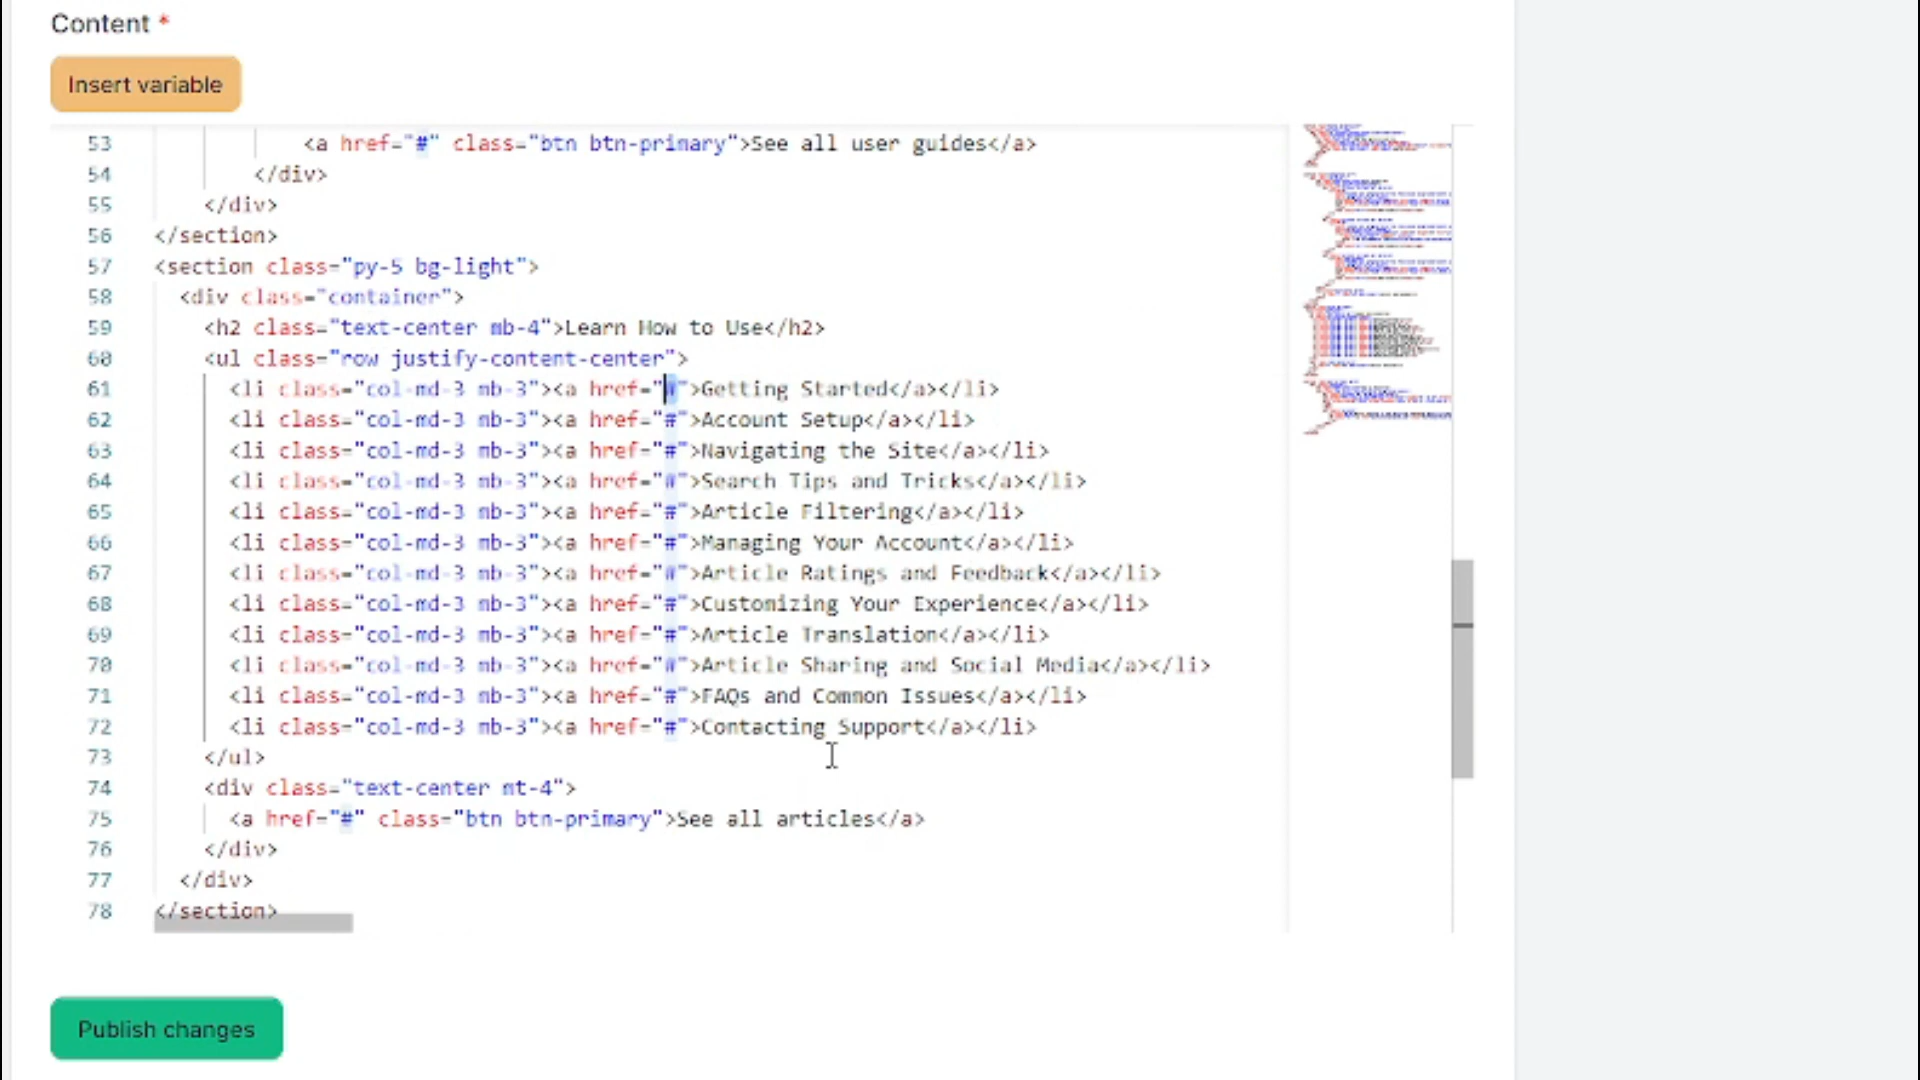 Content *
Insert variable
53 <a href="#" class="btn btn-primary">See all user guides</a>
54 </div>
55 </div>
56 </section>
57 <section class="py-5 bg-light">
58 <div class="container">
59 <h2 class="text-center mb-4">Learn How to Use</h2>
60 <ul class="row justify-content-center">
61 <li class="col-md-3 mb-3"><a href="#">Getting Started</a></li>
62 <li class="col-md-3 mb-3"><a href="#">Account Setup</a></li>
63 <li class="col-md-3 mb-3"><a href="#">Navigating the Site</a></li>
64 <li class="col-md-3 mb-3"><a href="#">Search Tips and Tricks</a></li>
65 <li class="col-md-3 mb-3"><a href="#">Article Filtering</a></li>
66 <li class="col-md-3 mb-3"><a href="#">Managing Your Account</a></li>
67 <li class="col-md-3 mb-3"><a href="#">Article Ratings and Feedback</a></li>
68 <li class="col-md-3 mb-3"><a href="#">Customizing Your Experience</a></li>
69 <li class="col-md-3 mb-3"><a href="#">Article Translation</a></li>
70 <li class="col-md-3 mb-3"><a href="#">Article Sharing and Social Media</a></li>
71 <li class="col-md-3 mb-3"><a href="#">FAQs and Common Issues</a></li>
72 <li class="col-md-3 mb-3"><a href="#">Contacting Support</a></li>
73 </ul>
74 <div class="text-center mt-4">
75 <a href="#" class="btn btn-primary">See all articles</a>
76 </div>
77 </div>
78 </section>
Publish changes